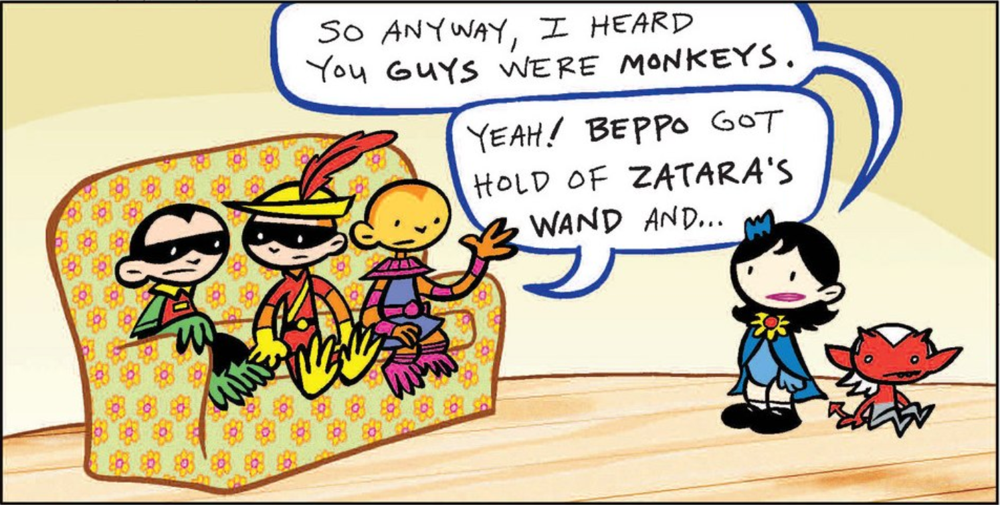 SO ANYWAY, I HEARD
YOU GUYS WERE MONKEYS.
YEAH! BEPPO GOT
HOLD OF ZATARA'S
WAND AND...